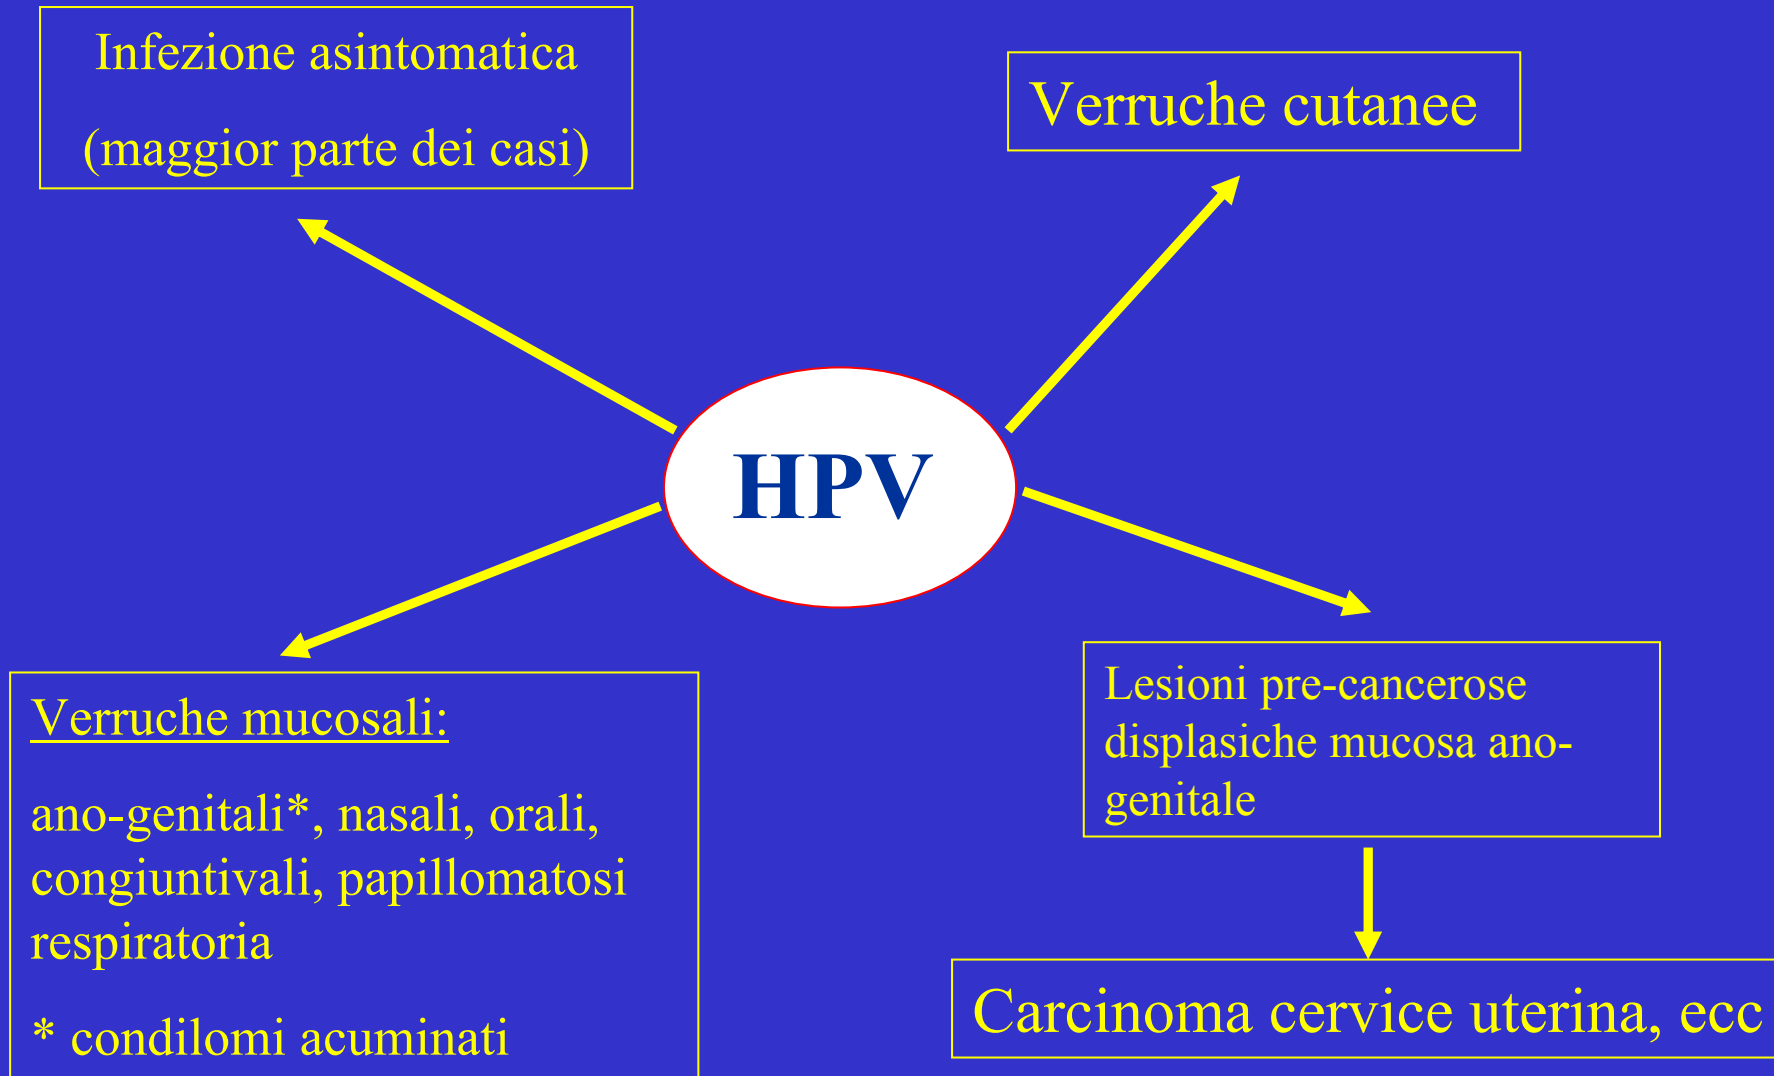 Infezione asintomatica
(maggior parte dei casi)
Verruche cutanee
HPV
Verruche mucosali:
ano-genitali*, nasali, orali,
congiuntivali, papillomatosi
respiratoria
* condilomi acuminati
Lesioni pre-cancerose
displasiche mucosa ano-
genitale
Carcinoma cervice uterina, ecc